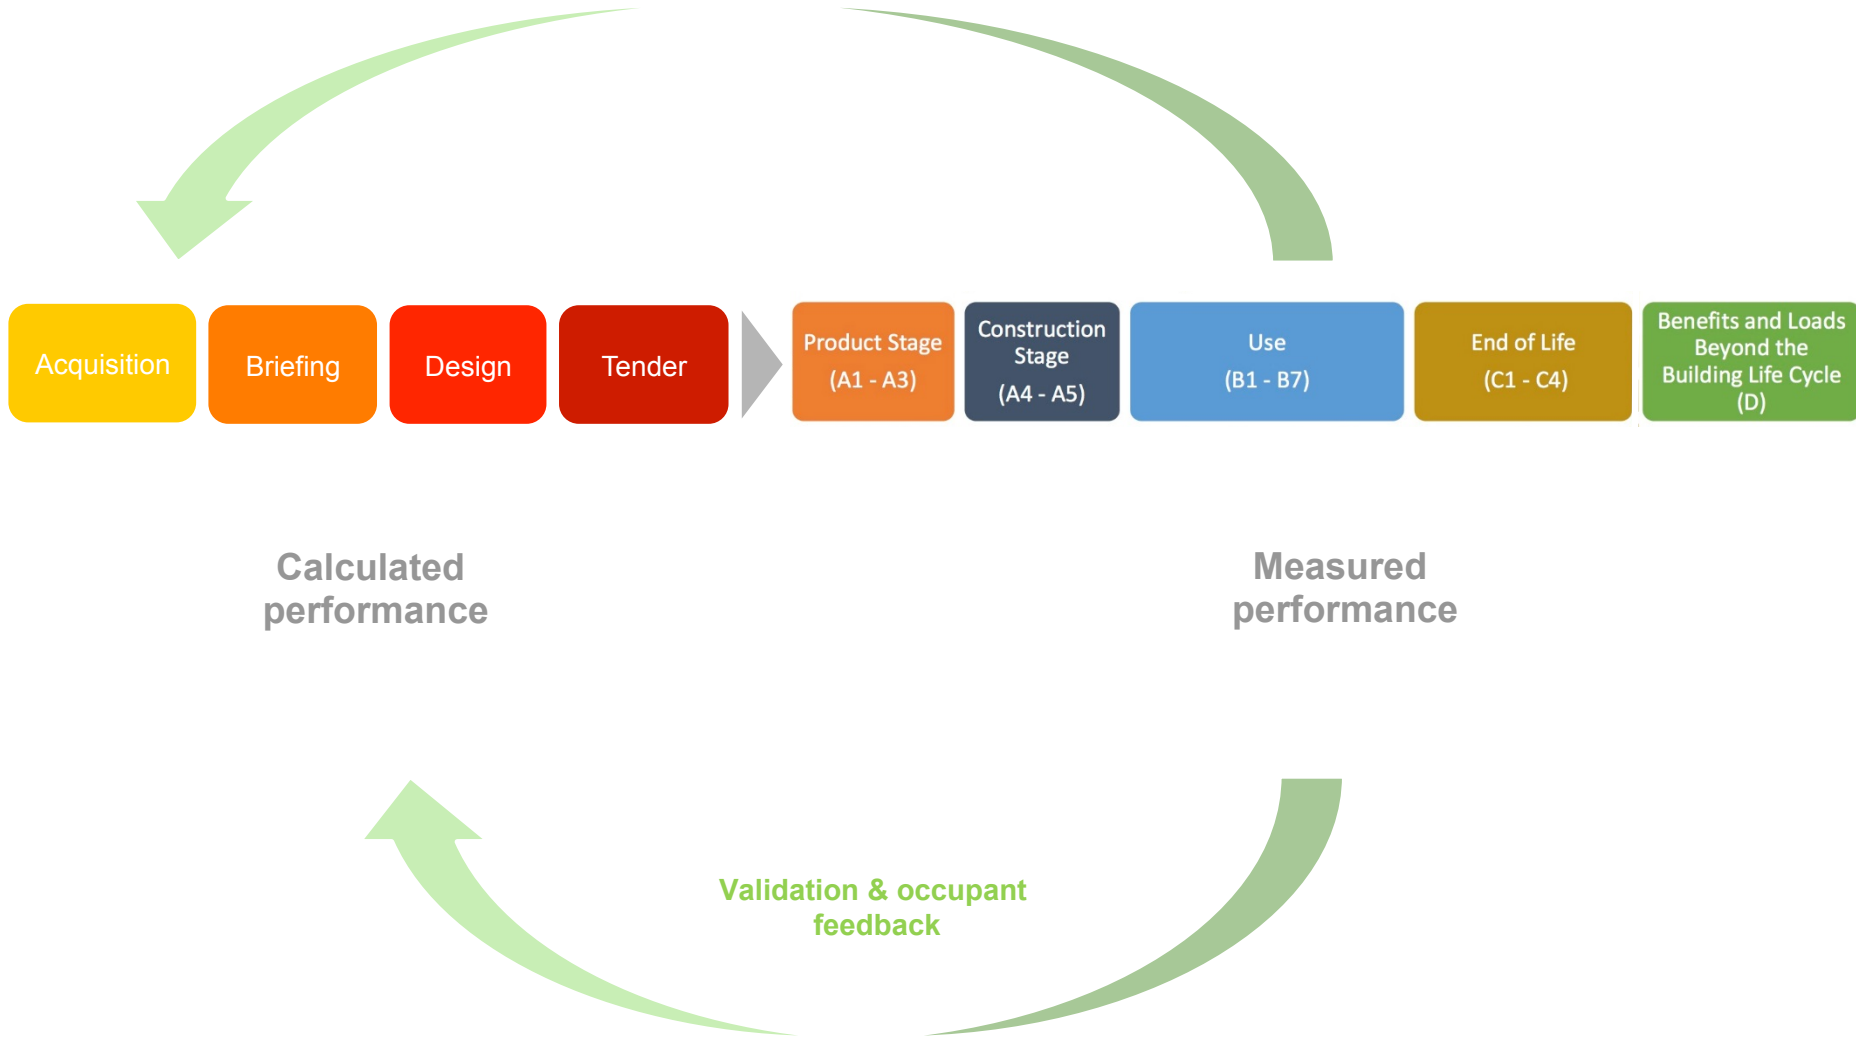 Acquisition
Briefing
Design
Tender
Product Stage
(A1 - A3)
Construction
Stage
(A4 - A5)
Use
(B1 - B7)
End of Life
(C1 - C4)
Benefits and Loads
Beyond the
Building Life Cycle
(D)
Calculated
performance
Measured
performance
Validation & occupant
feedback